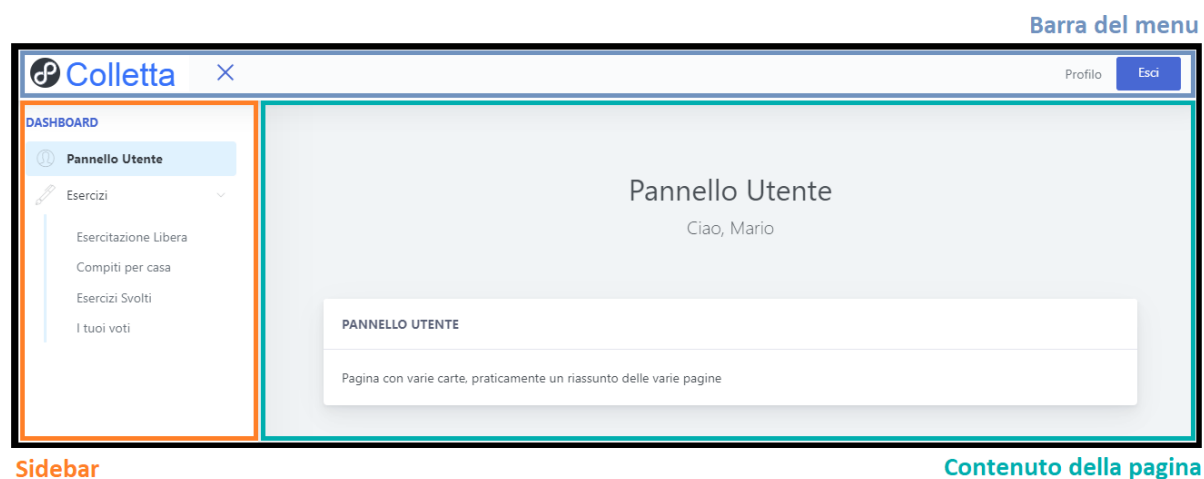 Barra del menu
Colletta
Profilo
Esci
DASHBOARD
Pannello Utente
Esercizi
Esercitazione Libera
Compiti per casa
Esercizi Svolti
I tuoi voti
Pannello Utente
Ciao, Mario
PANNELLO UTENTE
Pagina con varie carte, praticamente un riassunto delle varie pagine
Sidebar
Contenuto della pagina